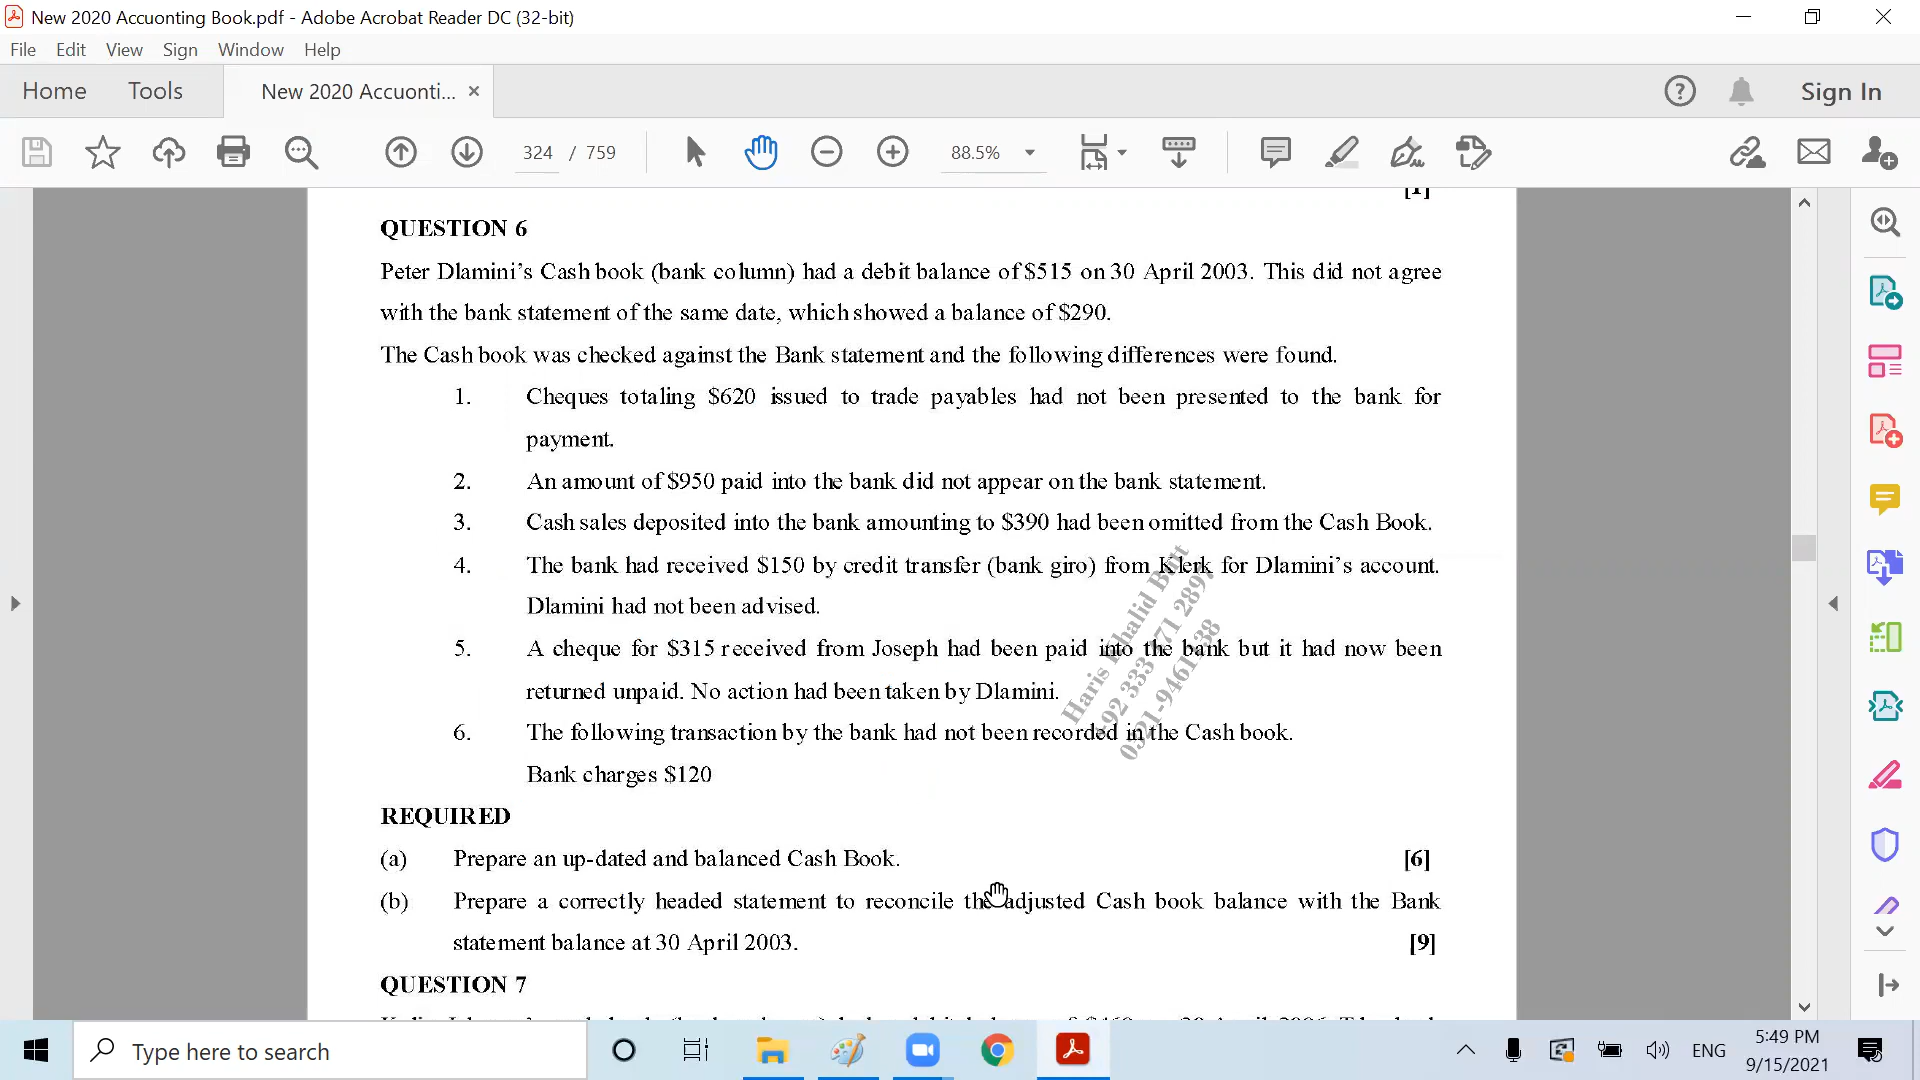 New 2020 Accuonting Book.pdf - Adobe Acrobat Reader DC (32-bit)
File Edit View Sign Window Help
Home Tools New 2020 Accuonti... × Sign In
324 / 759 88.5%
[1]
QUESTION 6
Peter Dlamini's Cash book (bank column) had a debit balance of $515 on 30 April 2003. This did not agree
with the bank statement of the same date, which showed a balance of $290.
The Cash book was checked against the Bank statement and the following differences were found.
1. Cheques totaling $620 issued to trade payables had not been presented to the bank for
payment.
2. An amount of $950 paid into the bank did not appear on the bank statement.
3. Cash sales deposited into the bank amounting to $390 had been omitted from the Cash Book.
4. The bank had received $150 by credit transfer (bank giro) from Klerk for Dlamini's account.
Dlamini had not been advised.
5. A cheque for $315 received from Joseph had been paid into the bank but it had now been
returned unpaid. No action had been taken by Dlamini.
6. The following transaction by the bank had not been recorded in the Cash book.
Bank charges $120
Haris Khalid Butt
REQUIRED
(a) Prepare an up-dated and balanced Cash Book. [6]
(b) Prepare a correctly headed statement to reconcile the adjusted Cash book balance with the Bank
statement balance at 30 April 2003. [9]
QUESTION 7
Type here to search
ENG
5:49 PM
9/15/2021